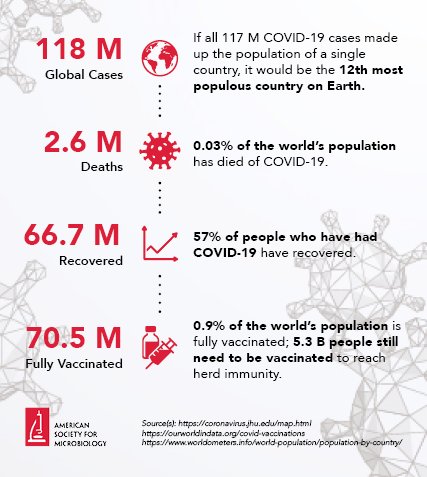 118 M
Global Cases
If all 117 M COVID-19 cases made
up the population of a single
country, it would be the 12th most
populous country on Earth.
2.6 M
Deaths
0.03% of the world's population
has died of COVID-19.
66.7 M
Recovered
57% of people who have had
COVID-19 have recovered.
70.5 M
Fully Vaccinated
0.9% of the world's population is
fully vaccinated; 5.3 B people still
need to be vaccinated to reach
herd immunity.
AMERICAN
SOCIETY FOR
MICROBIOLOGY
Source(s): https://coronavirus.jhu.edu/map.html
https://ourworldindata.org/covid-vaccinations
https://www.worldometers.info/world-population/population-by-country/